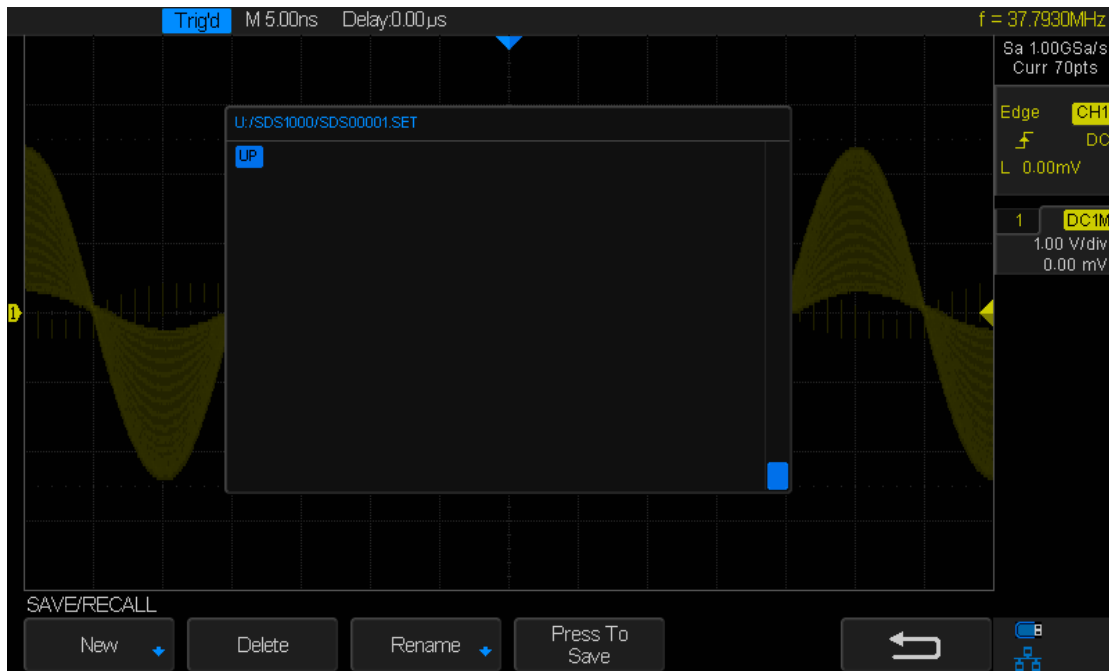 Trig'd M 5.00ns Delay:0.00µs f = 37.7930MHz
Sa 1.00GSa/s
Curr 70pts
Edge CH1
DC
L 0.00mV
U:/SDS1000/SDS00001.SET
UP
1 DC1M
1.00 V/div
0.00 mV
1
SAVE/RECALL
New Delete Rename Press To
Save